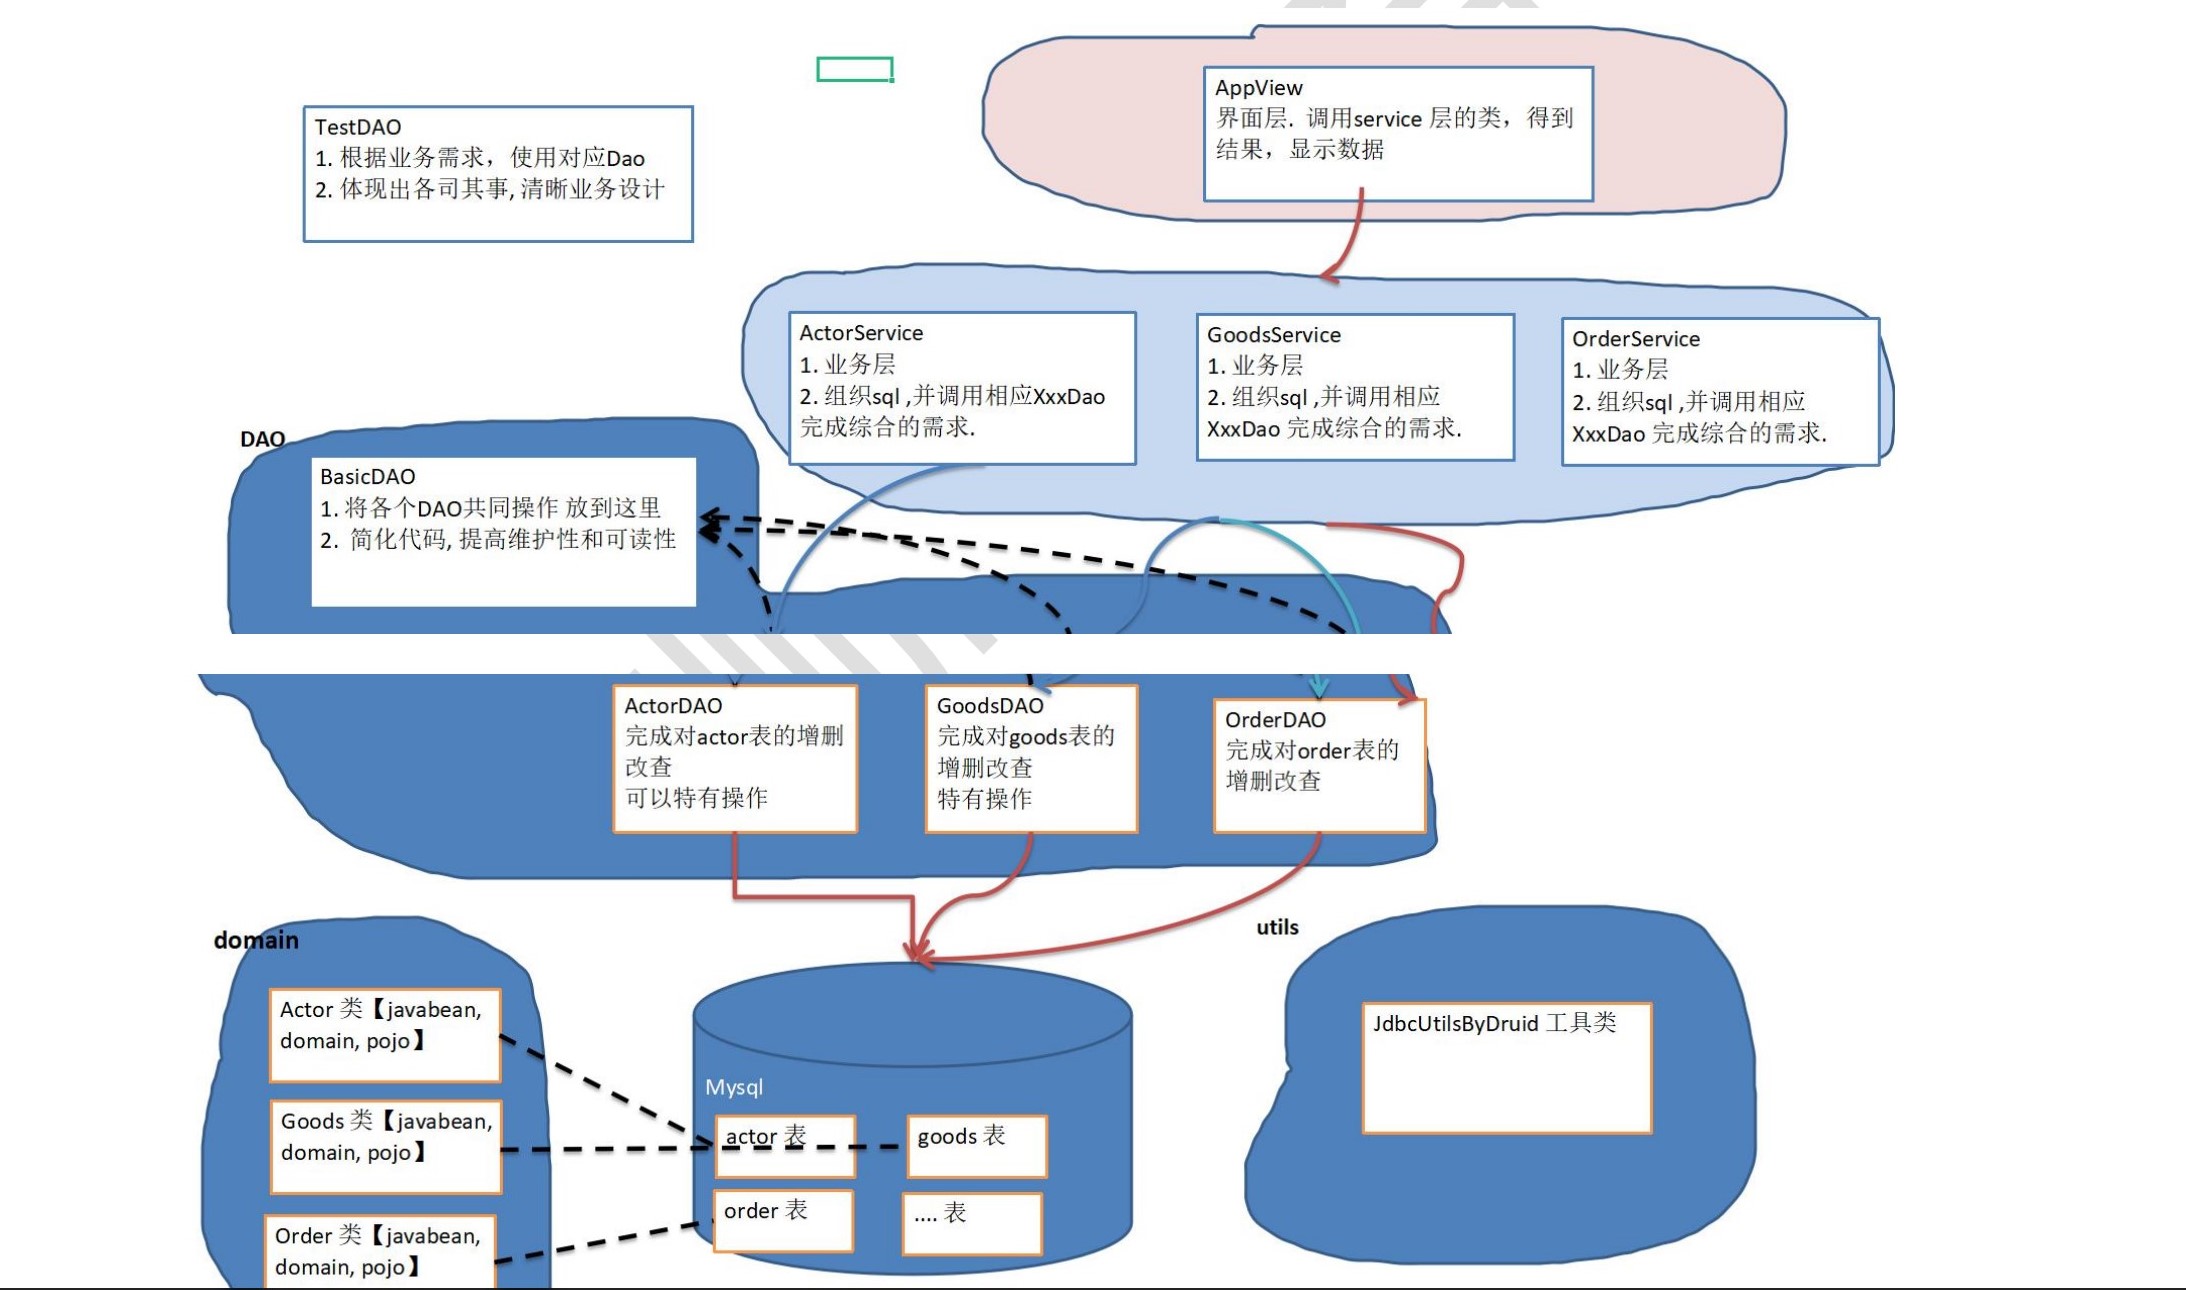 TestDAO
1. 根据业务需求，使用对应Dao
2. 体现出各司其事, 清晰业务设计
AppView
界面层. 调用service 层的类，得到
结果，显示数据
ActorService
1. 业务层
2. 组织sql ,并调用相应XxxDao
完成综合的需求.
GoodsService
1. 业务层
2. 组织sql ,并调用相应
XxxDao 完成综合的需求.
OrderService
1. 业务层
2. 组织sql ,并调用相应
XxxDao 完成综合的需求.
DAO
BasicDAO
1. 将各个DAO共同操作 放到这里
2. 简化代码, 提高维护性和可读性
ActorDAO
完成对actor表的增删
改查
可以特有操作
GoodsDAO
完成对goods表的
增删改查
特有操作
OrderDAO
完成对order表的
增删改查
domain
Actor 类【javabean,
domain, pojo】
Goods 类【javabean,
domain, pojo】
Order 类【javabean,
domain, pojo】
Mysql
actor 表
goods 表
order 表
.... 表
utils
JdbcUtilsByDruid 工具类